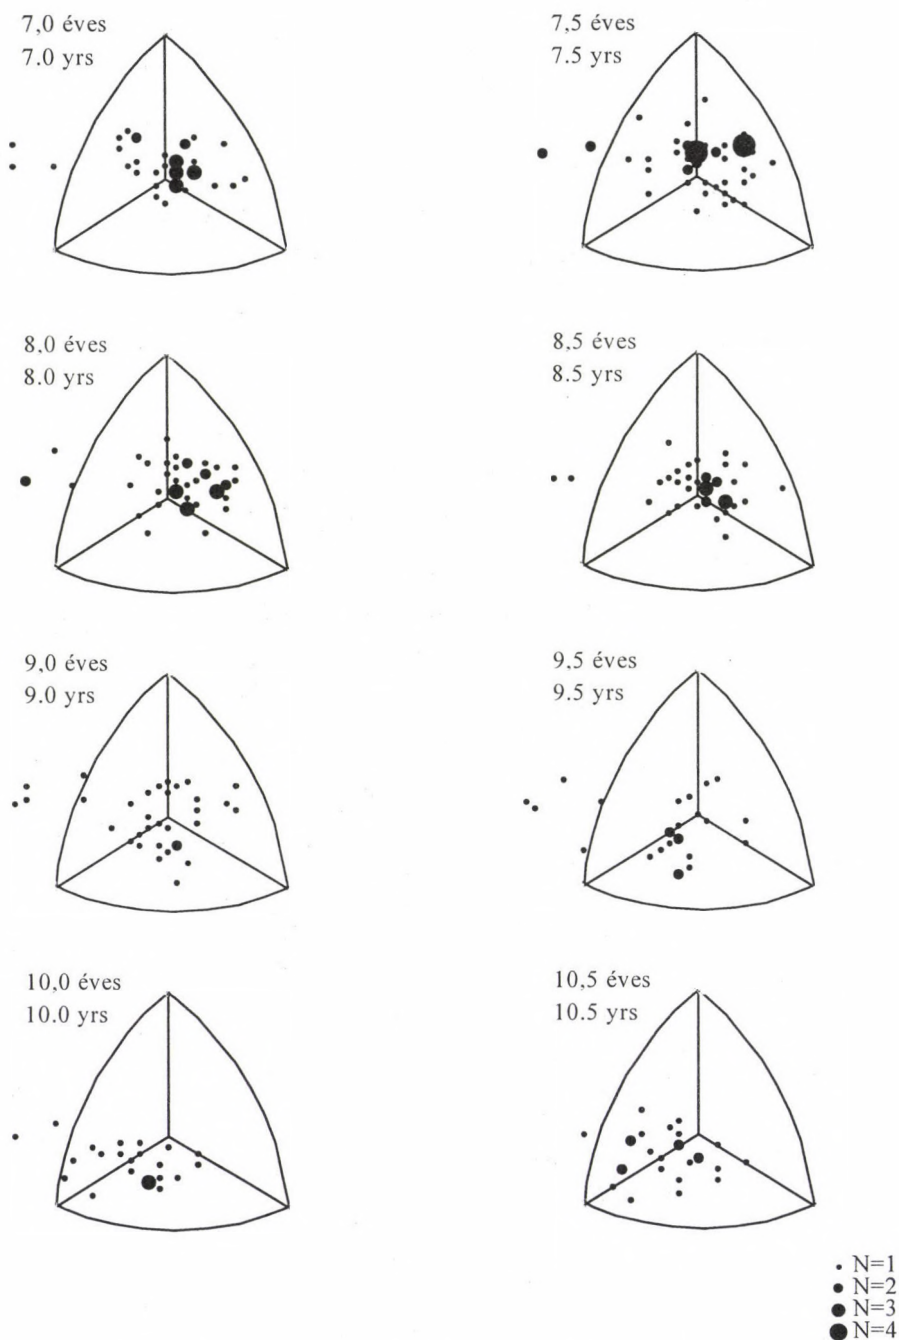 7,0 éves
7.0 yrs
7,5 éves
7.5 yrs
8,0 éves
8.0 yrs
8,5 éves
8.5 yrs
9,0 éves
9.0 yrs
9,5 éves
9.5 yrs
10,0 éves
10.0 yrs
10,5 éves
10.5 yrs
N=1
N=2
N=3
N=4